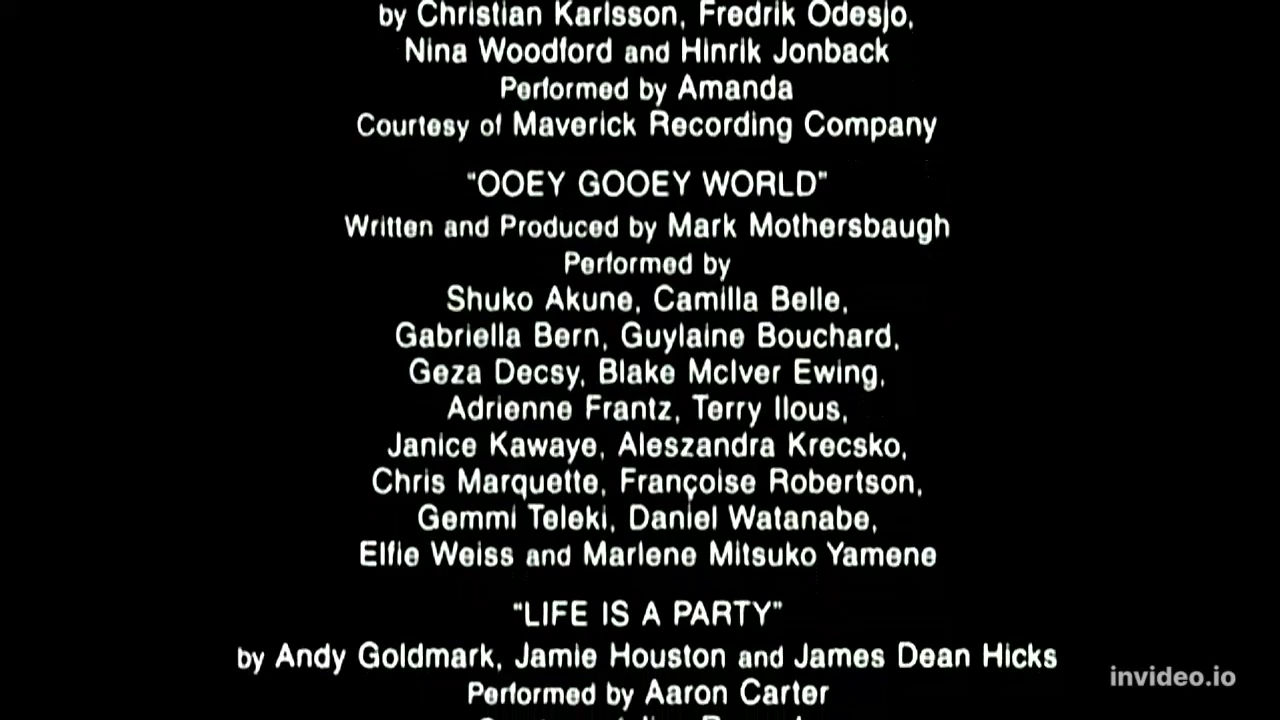 by Christian Karlsson, Fredrik Odesjo,
Nina Woodford and Hinrik Jonback
Performed by Amanda
Courtesy of Maverick Recording Company
"OOEY GOOEY WORLD"
Written and Produced by Mark Mothersbaugh
Performed by
Shuko Akune, Camilla Belle,
Gabriella Bern, Guylaine Bouchard,
Geza Decsy, Blake McIver Ewing,
Adrienne Frantz, Terry Ilous,
Janice Kawaye, Aleszandra Krecsko,
Chris Marquette, Françoise Robertson,
Gemmi Teleki, Daniel Watanabe,
Elfie Weiss and Marlene Mitsuko Yamene
"LIFE IS A PARTY"
by Andy Goldmark, Jamie Houston and James Dean Hicks
Performed by Aaron Carter
invideo.io